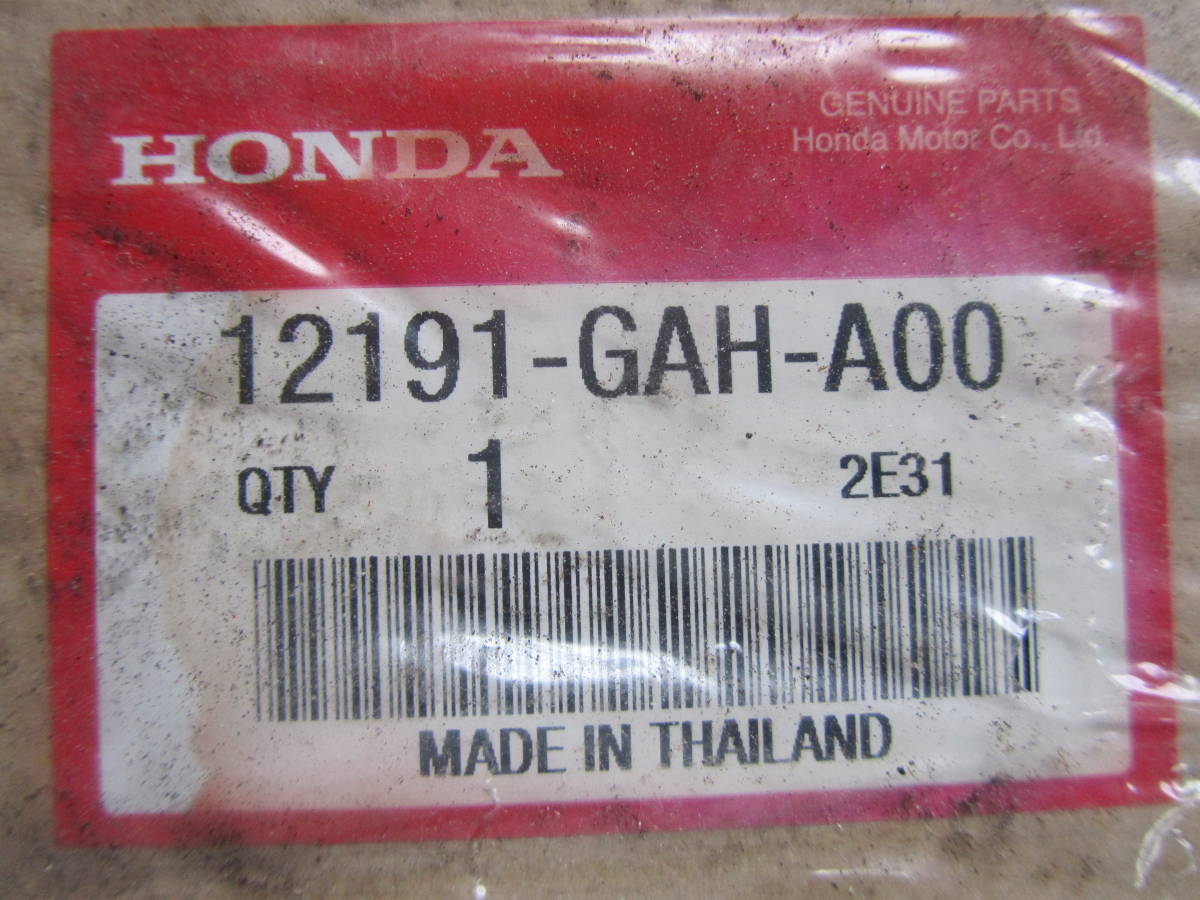 GENUINE PARTS
HONDA
Honda Motor Co., Ltd.
12191-GAH-A00
QTY 1 2E31
MADE IN THAILAND